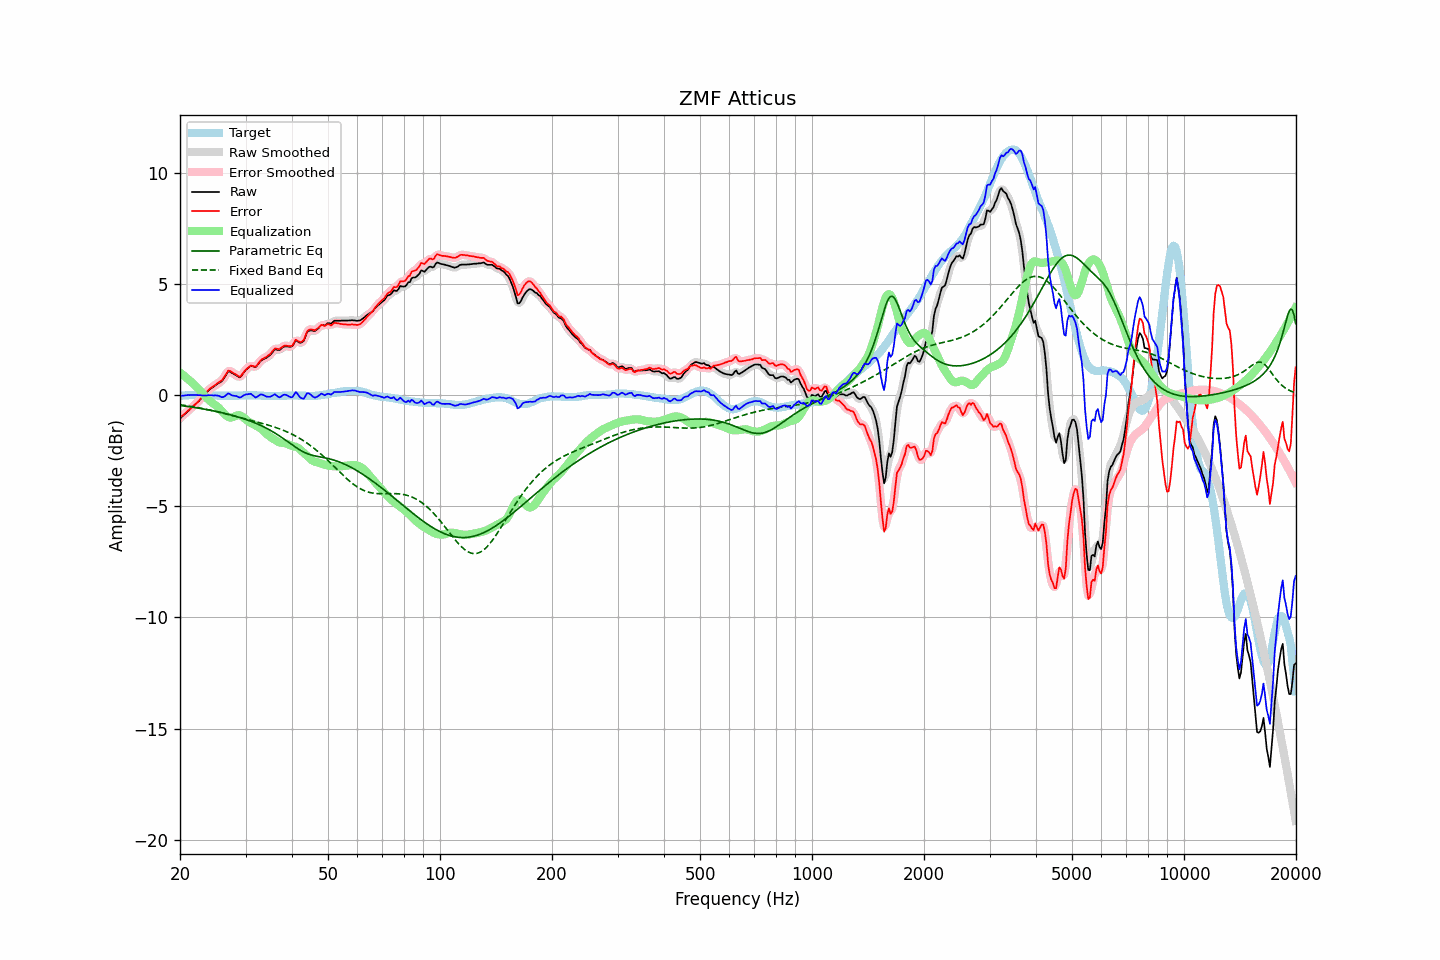 ZMF Atticus
Target
Raw Smoothed
Error Smoothed
Raw
Error
Equalization
Parametric Eq
Fixed Band Eq
Equalized
Amplitude (dBr)
10
5
0
−5
−10
−15
−20
20
50
100
200
500
1000
2000
5000
10000
20000
Frequency (Hz)